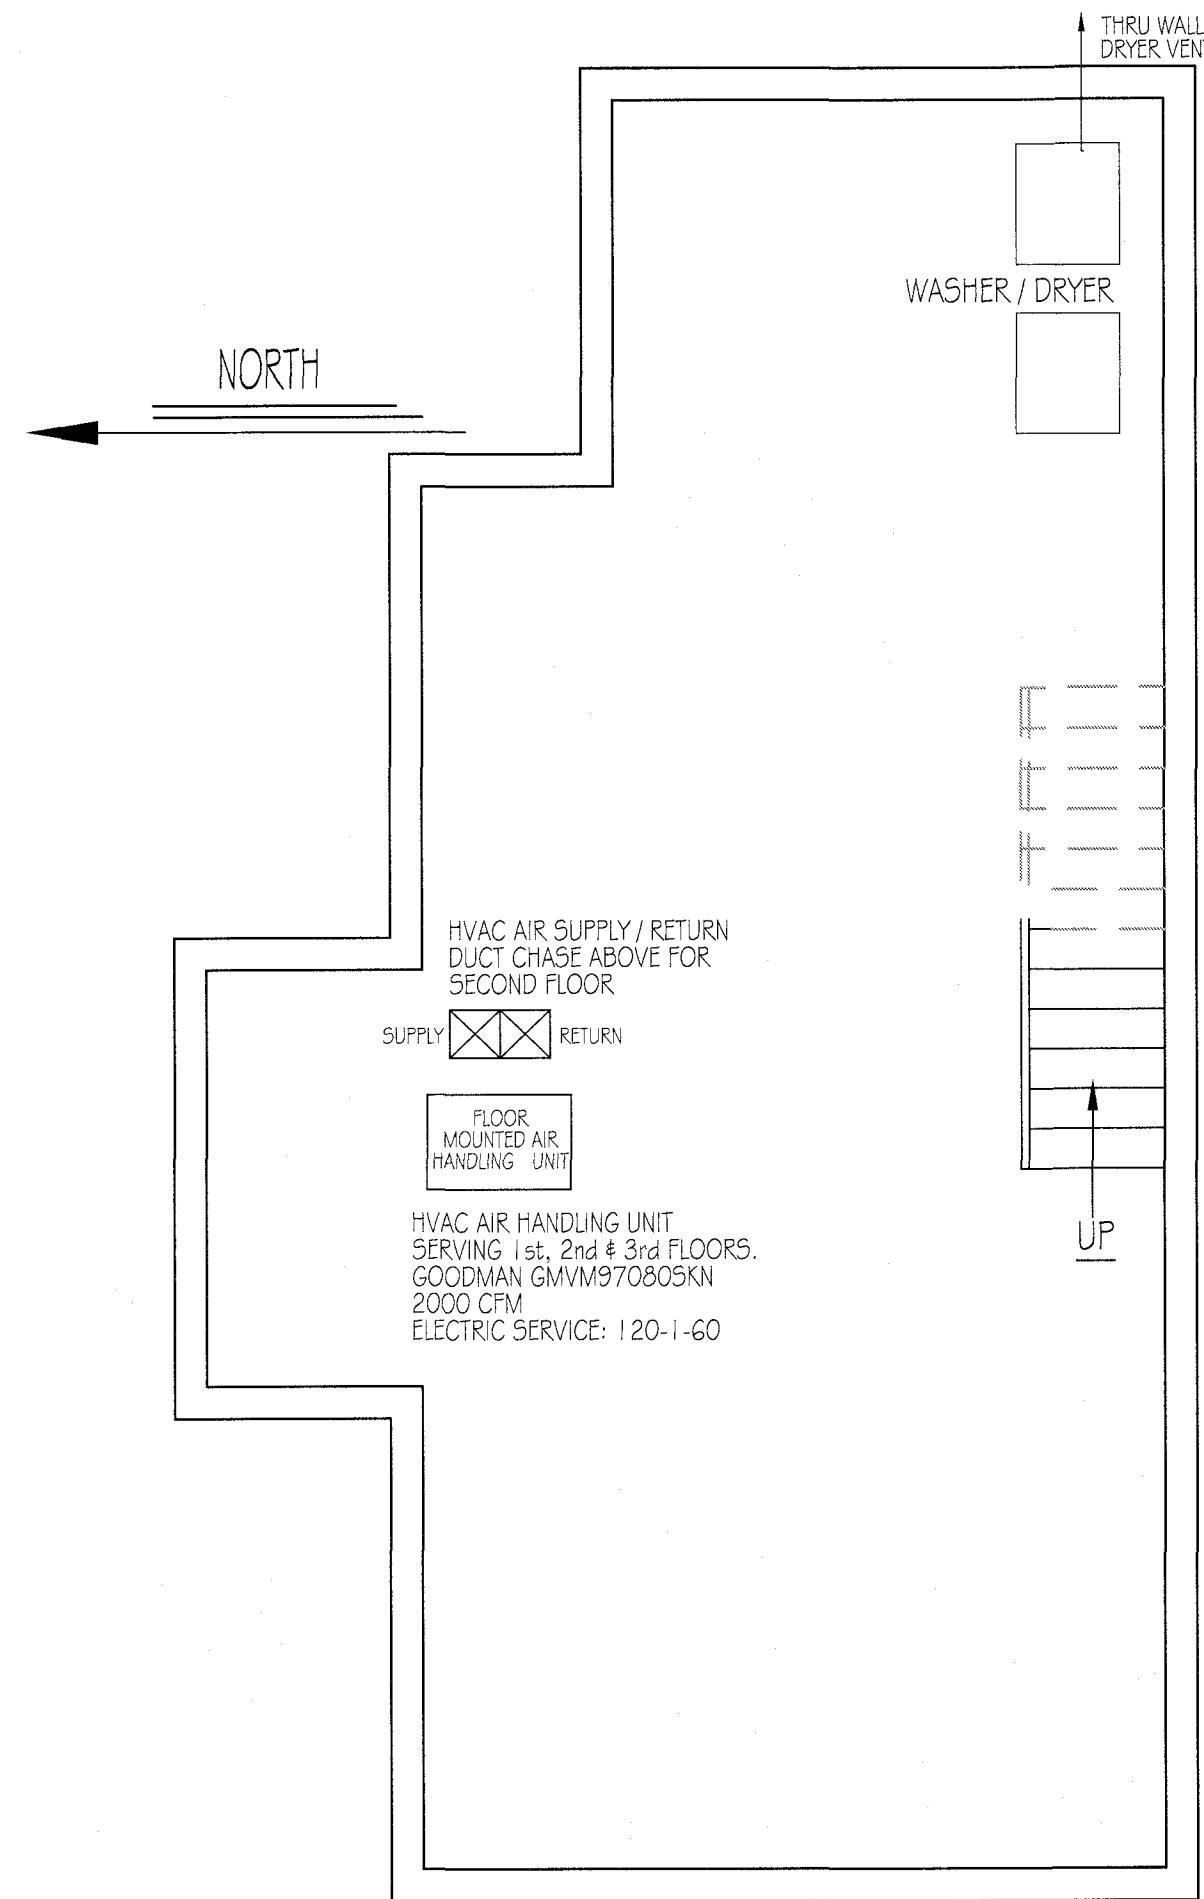 THRU WALL
DRYER VENT
WASHER / DRYER
NORTH
HVAC AIR SUPPLY / RETURN
DUCT CHASE ABOVE FOR
SECOND FLOOR
SUPPLY
RETURN
FLOOR
MOUNTED AIR
HANDLING UNIT
HVAC AIR HANDLING UNIT
SERVING 1st, 2nd & 3rd FLOORS.
GOODMAN GMVM970805KN
2000 CFM
ELECTRIC SERVICE: 120-1-60
UP